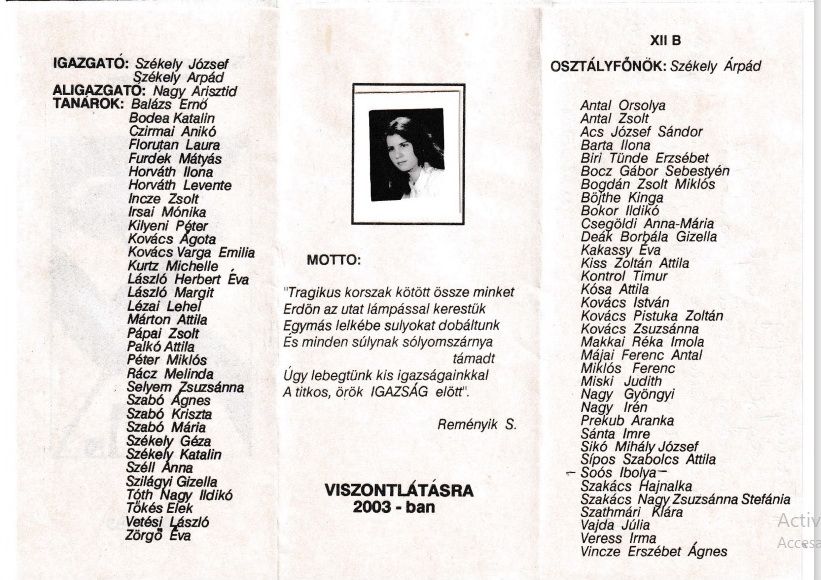 IGAZGATÓ: Székely József
Székely Arpád
ALIGAZGATÓ: Nagy Arisztid
TANÁROK: Balázs Ernő
Bodea Katalin
Czirmai Anikó
Florutan Laura
Furdek Mátyás
Horváth Ilona
Horváth Levente
Incze Zsolt
Irsai Mónika
Kilyeni Péter
Kovács Agota
Kovács Varga Emilia
Kurtz Michelle
László Herbert Éva
László Margit
Lézai Lehel
Márton Attila
Pápai Zsolt
Palkó Attila
Péter Miklós
Rácz Melinda
Selyem Zsuzsánna
Szabó Ágnes
Szabó Kriszta
Szabó Mária
Székely Géza
Székely Katalin
Széll Anna
Szilágyi Gizella
Tóth Nagy Ildikó
Tőkés Elek
Vetési László
Zörgő Éva
MOTTO:
"Tragikus korszak kötött össze minket
Erdőn az utat lámpással kerestük
Egymás lelkébe sulyokat dobáltunk
És minden súlynak sólyomszárnya
támadt
Úgy lebegtünk kis igazságainkkal
A titkos, örök IGAZSÁG elött".
Reményik S.
VISZONTLÁTÁSRA
2003 - ban
XII B
OSZTÁLYFŐNÖK: Székely Árpád
Antal Orsolya
Antal Zsolt
Acs József Sándor
Barta Ilona
Biri Tünde Erzsébet
Bocz Gábor Sebestyén
Bogdán Zsolt Miklós
Böjthe Kinga
Bokor Ildikó
Csegöldi Anna-Mária
Deák Borbála Gizella
Kakassy Éva
Kiss Zoltán Attila
Kontrol Timur
Kósa Attila
Kovács István
Kovács Pistuka Zoltán
Kovács Zsuzsánna
Makkai Réka Imola
Májai Ferenc Antal
Miklós Ferenc
Miski Judith
Nagy Gyöngyi
Nagy Irén
Prekub Aranka
Sánta Imre
Sikó Mihály József
Sípos Szabolcs Attila
Soós Ibolya
Szakács Hajnalka
Szakács Nagy Zsuzsánna Stefánia
Szathmári Klára
Vajda Júlia
Veress Irma
Vincze Erszébet Ágnes
Activ
Accesa